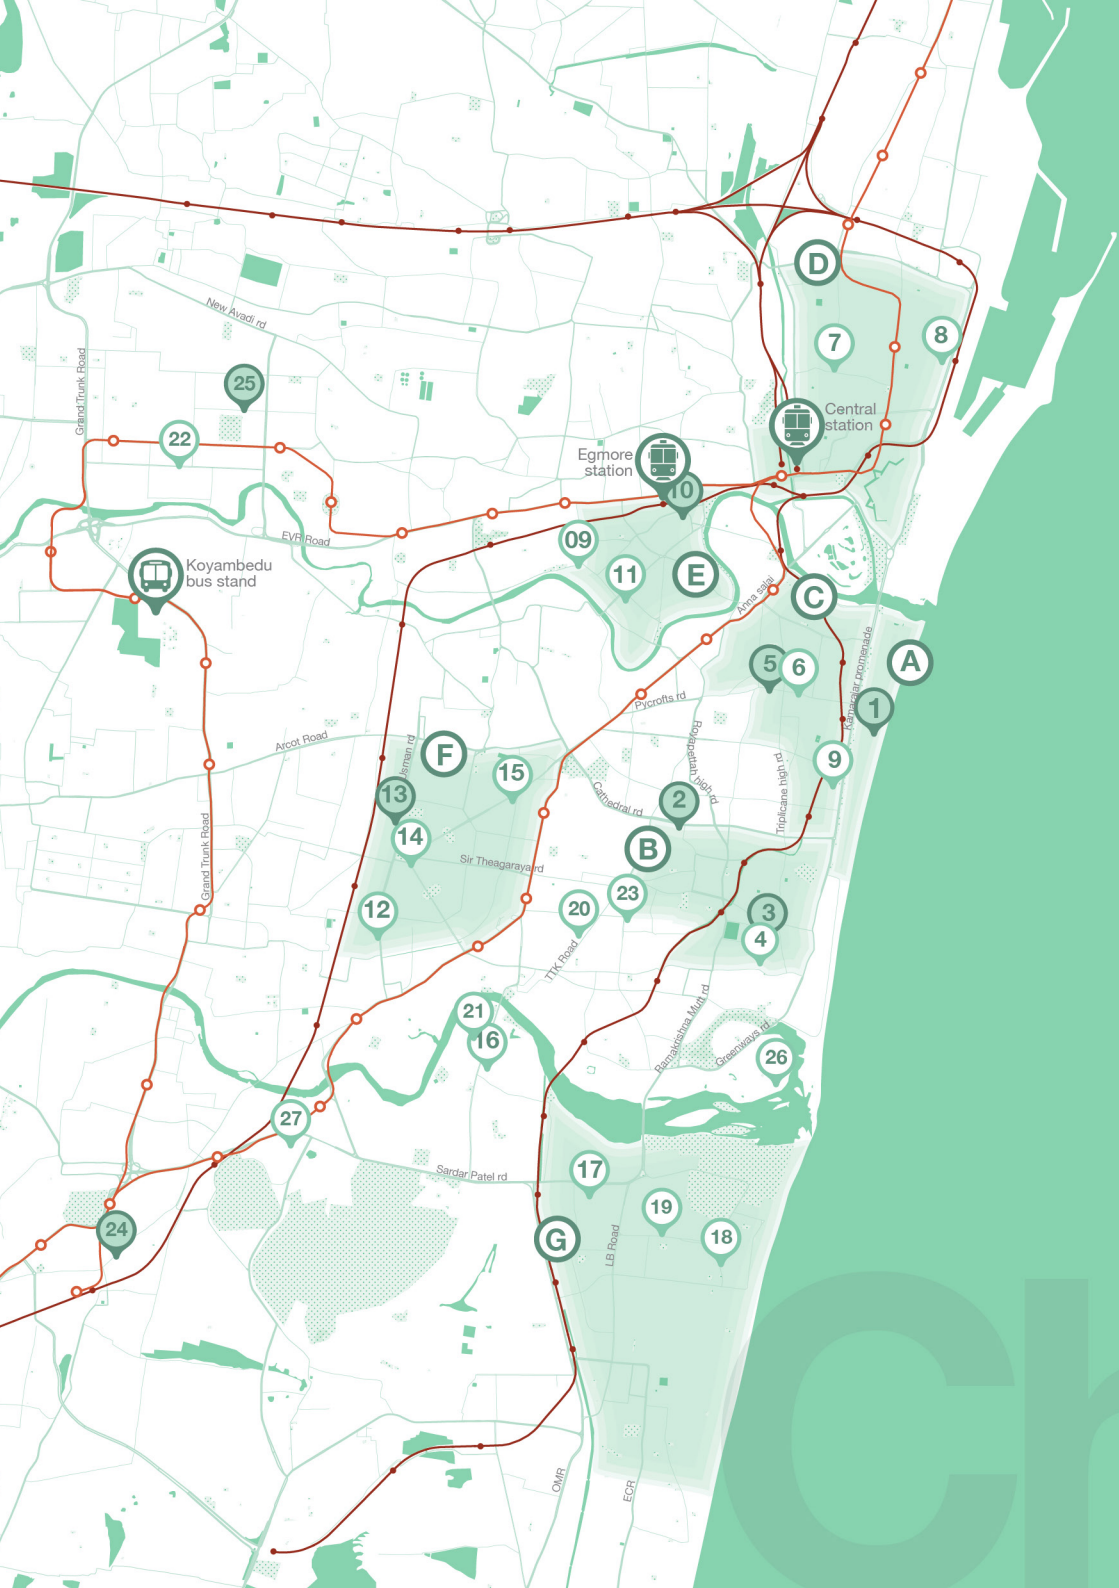 D
New Avadi rd
7
8
Grand Trunk Road
25
Central
station
22
Egmore
station
10
EVR Road
09
Koyambedu
bus stand
11
E
Anna salai
C
Kamarajar promenade
A
5
6
Pycrofts rd
1
Arcot Road
Royapettah high rd
F
9
15
Triplicane high rd
13
Cathedral rd
2
14
Grand Trunk Road
B
Sir Theagaraya rd
12
20
23
3
4
TTK Road
21
16
Ramakrishna Mutt rd
Greenways rd
26
27
Sardar Patel rd
17
19
18
24
G
LB Road
OMR
ECR
ch